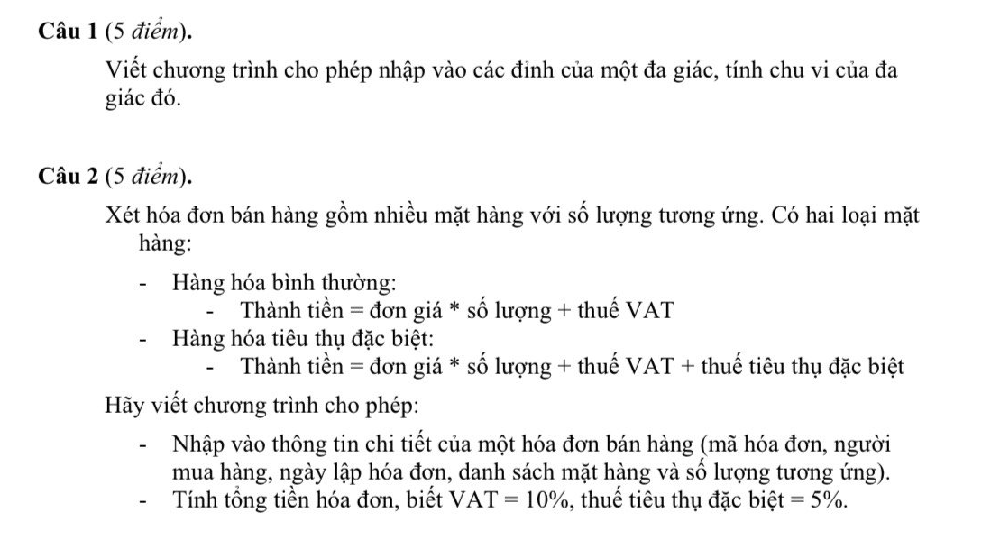 Câu 1 (5 điểm).
Viết chương trình cho phép nhập vào các đỉnh của một đa giác, tính chu vi của đa
giác đó.
Câu 2 (5 điểm).
Xét hóa đơn bán hàng gồm nhiều mặt hàng với số lượng tương ứng. Có hai loại mặt
hàng:
- Hàng hóa bình thường:
- Thành tiền = đơn giá * số lượng + thuế VAT
- Hàng hóa tiêu thụ đặc biệt:
- Thành tiền = đơn giá * số lượng + thuế VAT + thuế tiêu thụ đặc biệt
Hãy viết chương trình cho phép:
- Nhập vào thông tin chi tiết của một hóa đơn bán hàng (mã hóa đơn, người
mua hàng, ngày lập hóa đơn, danh sách mặt hàng và số lượng tương ứng).
- Tính tổng tiền hóa đơn, biết VAT = 10%, thuế tiêu thụ đặc biệt = 5%.